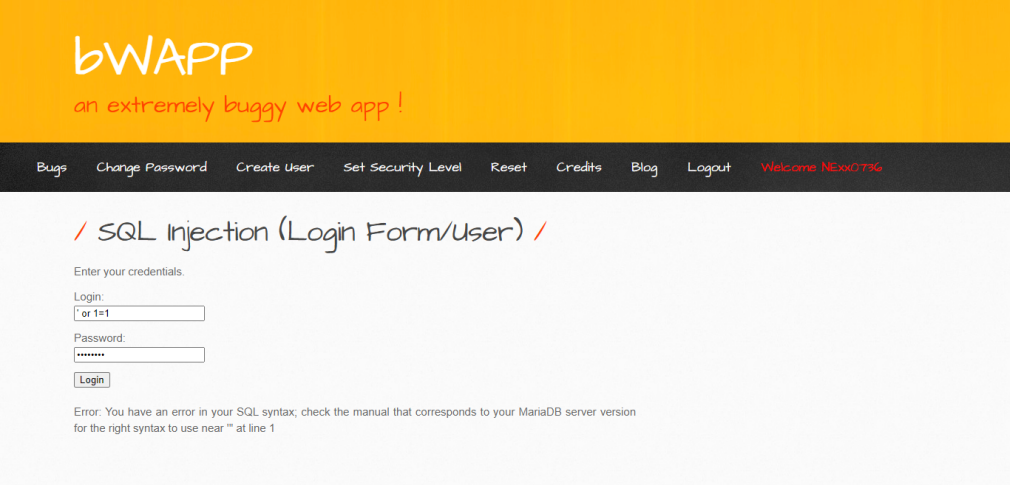 bWAPP
an extremely buggy web app !
Bugs Change Password Create User Set Security Level Reset Credits Blog Logout Welcome NExx0736
/ SQL Injection (Login Form/User) /
Enter your credentials.
Login:
' or 1=1
Password:
••••••••
Login
Error: You have an error in your SQL syntax; check the manual that corresponds to your MariaDB server version
for the right syntax to use near ''' at line 1